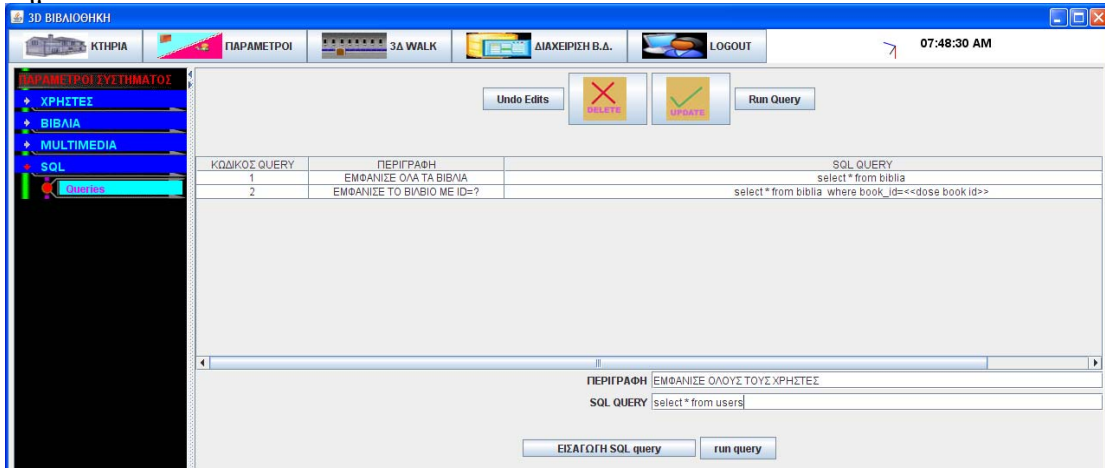 3D ΒΙΒΛΙΟΘΗΚΗ
ΚΤΗΡΙΑ ΠΑΡΑΜΕΤΡΟΙ 3Δ WALK ΔΙΑΧΕΙΡΙΣΗ Β.Δ. LOGOUT 07:48:30 AM
ΠΑΡΑΜΕΤΡΟΙ ΣΥΣΤΗΜΑΤΟΣ
ΧΡΗΣΤΕΣ
ΒΙΒΛΙΑ
MULTIMEDIA
SQL
Queries
Undo Edits DELETE UPDATE Run Query
ΚΩΔΙΚΟΣ QUERY ΠΕΡΙΓΡΑΦΗ SQL QUERY
1 ΕΜΦΑΝΙΣΕ ΟΛΑ ΤΑ ΒΙΒΛΙΑ select * from biblia
2 ΕΜΦΑΝΙΣΕ ΤΟ ΒΙΛΒΙΟ ΜΕ ID=? select * from biblia where book_id=<<dose book id>>
ΠΕΡΙΓΡΑΦΗ ΕΜΦΑΝΙΣΕ ΟΛΟΥΣ ΤΟΥΣ ΧΡΗΣΤΕΣ
SQL QUERY select * from users
ΕΙΣΑΓΩΓΗ SQL query run query